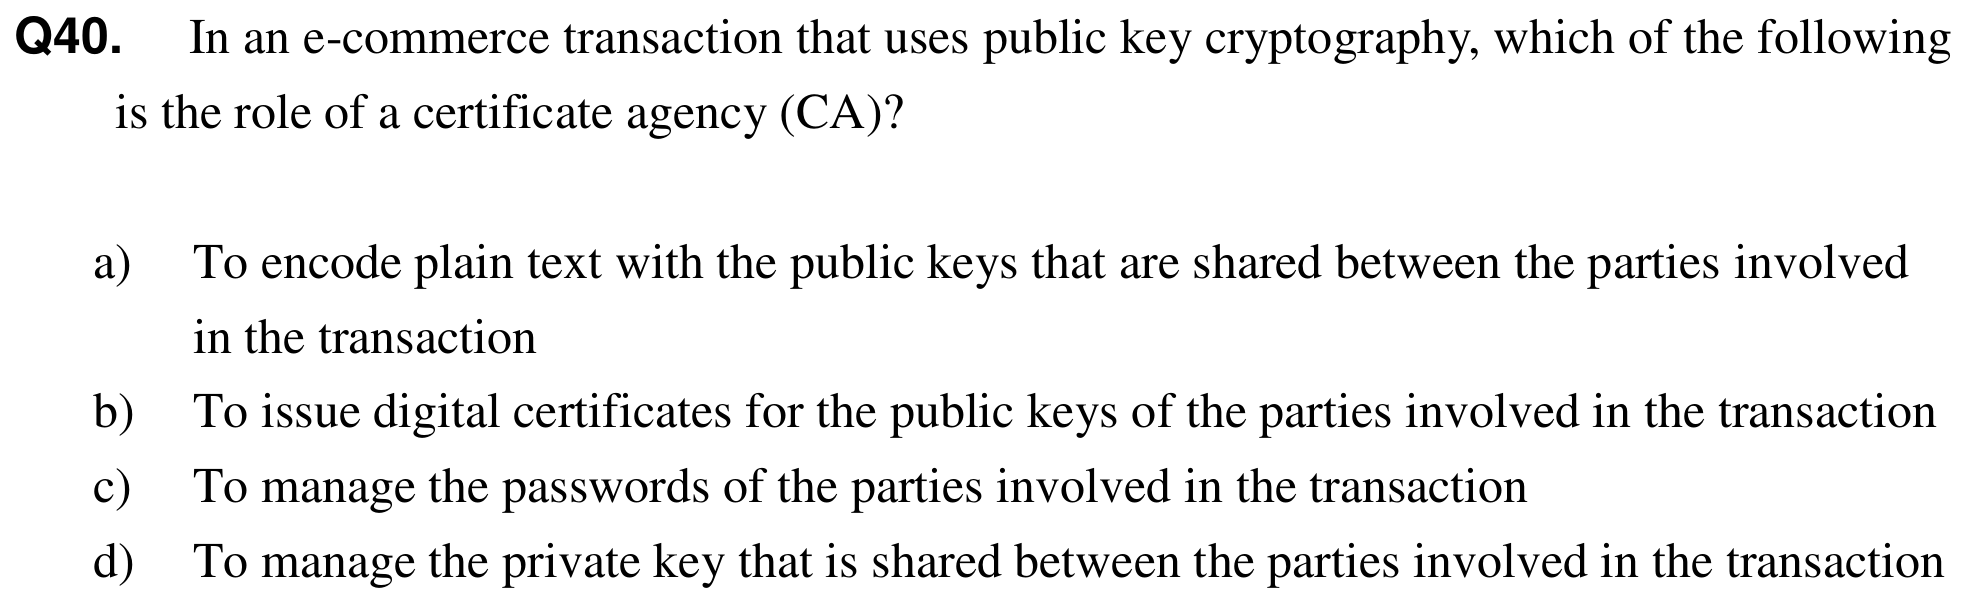 Q40. In an e-commerce transaction that uses public key cryptography, which of the following
is the role of a certificate agency (CA)?
a) To encode plain text with the public keys that are shared between the parties involved
in the transaction
b) To issue digital certificates for the public keys of the parties involved in the transaction
c) To manage the passwords of the parties involved in the transaction
d) To manage the private key that is shared between the parties involved in the transaction